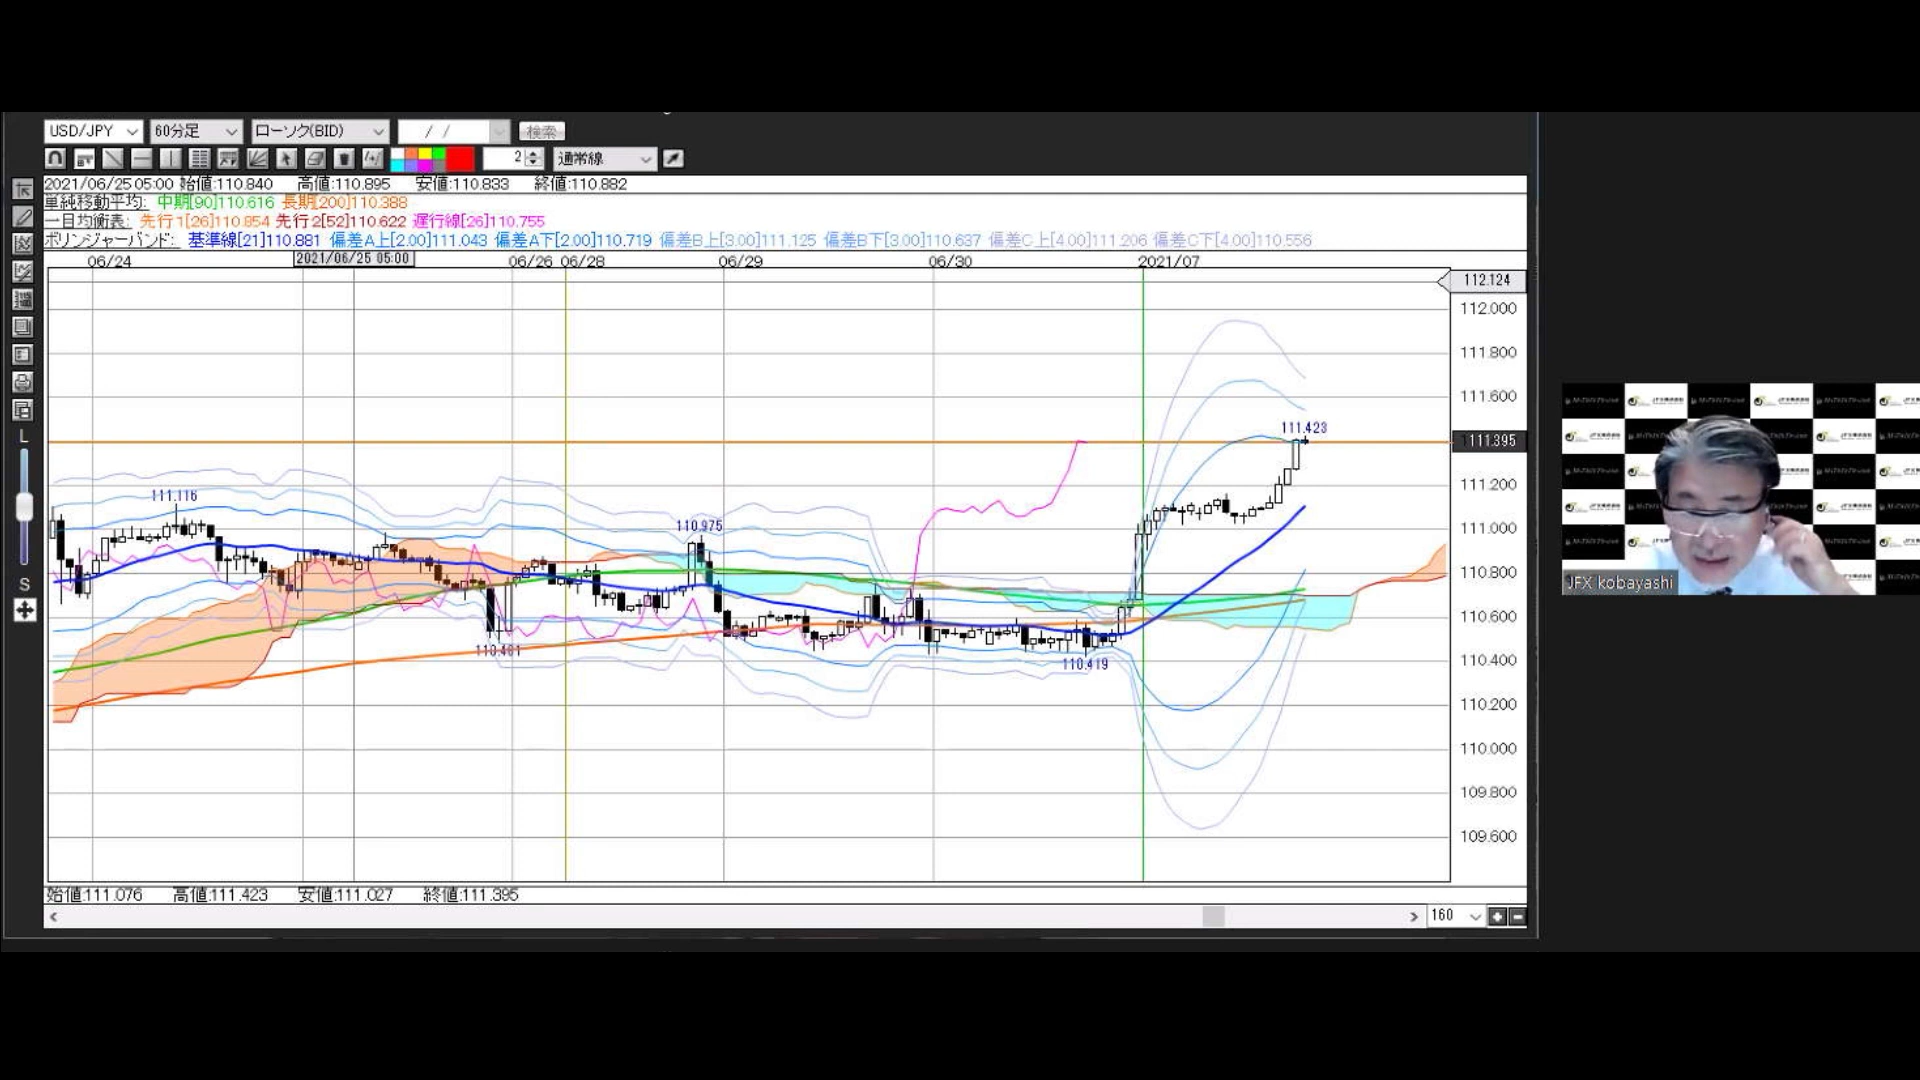 USD/JPY 60分足 ローソク(BID) / / 検索
2 通常線
2021/06/25 05:00 始値:110.840 高値:110.895 安値:110.833 終値:110.882
単純移動平均: 中期[90]110.616 長期[200]110.388
一目均衡表: 先行1[26]110.854 先行2[52]110.622 遅行線[26]110.755
ボリンジャーバンド: 基準線[21]110.881 偏差A上[2.00]111.043 偏差A下[2.00]110.719 偏差B上[3.00]111.125 偏差B下[3.00]110.637 偏差C上[4.00]111.206 偏差C下[4.00]110.556
06/24 2021/06/25 05:00 06/26 06/28 06/29 06/30 2021/07
112.124
112.000
111.800
111.600
111.423
111.395
111.200
111.116
111.000
110.975
110.800
110.600
110.419
110.400
110.200
110.000
109.800
109.600
L
S
JFX kobayashi
始値:111.076 高値:111.423 安値:111.027 終値:111.395
160